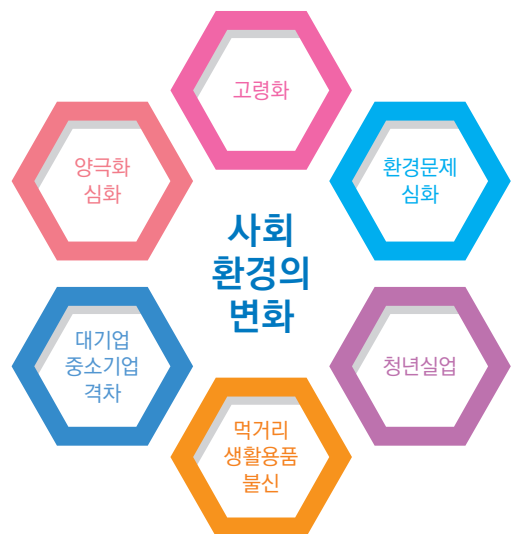 고령화
양극화
심화
환경문제
심화
사회
환경의
변화
대기업
중소기업
격차
청년실업
먹거리
생활용품
불신